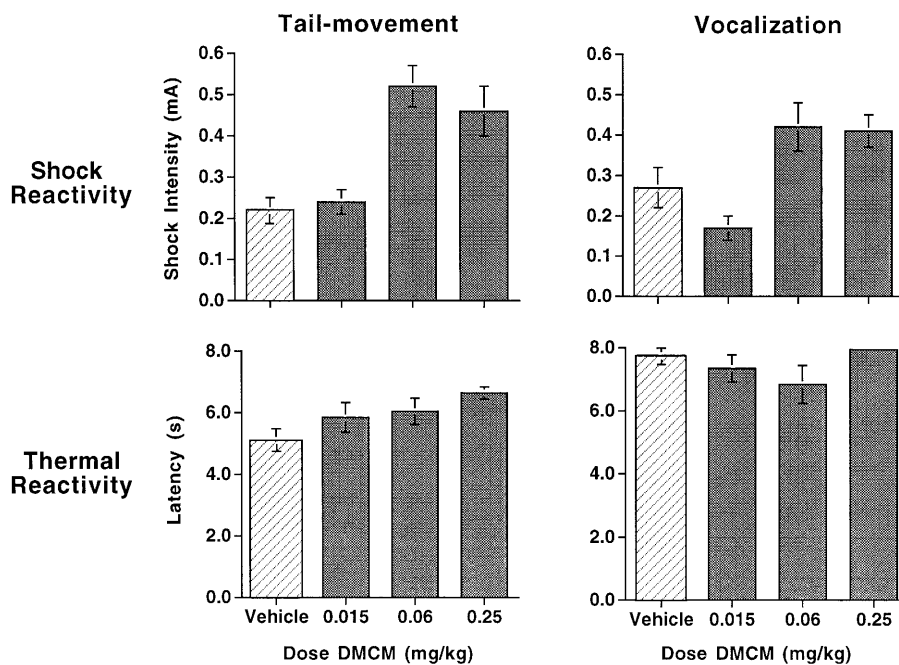 Tail-movement
Vocalization
Shock
Reactivity
Shock Intensity (mA)
0.6
0.5
0.4
0.3
0.2
0.1
0.0
0.6
0.5
0.4
0.3
0.2
0.1
0.0
Thermal
Reactivity
Latency (s)
8.0
6.0
4.0
2.0
0.0
8.0
6.0
4.0
2.0
0.0
Vehicle 0.015 0.06 0.25
Vehicle 0.015 0.06 0.25
Dose DMCM (mg/kg)
Dose DMCM (mg/kg)